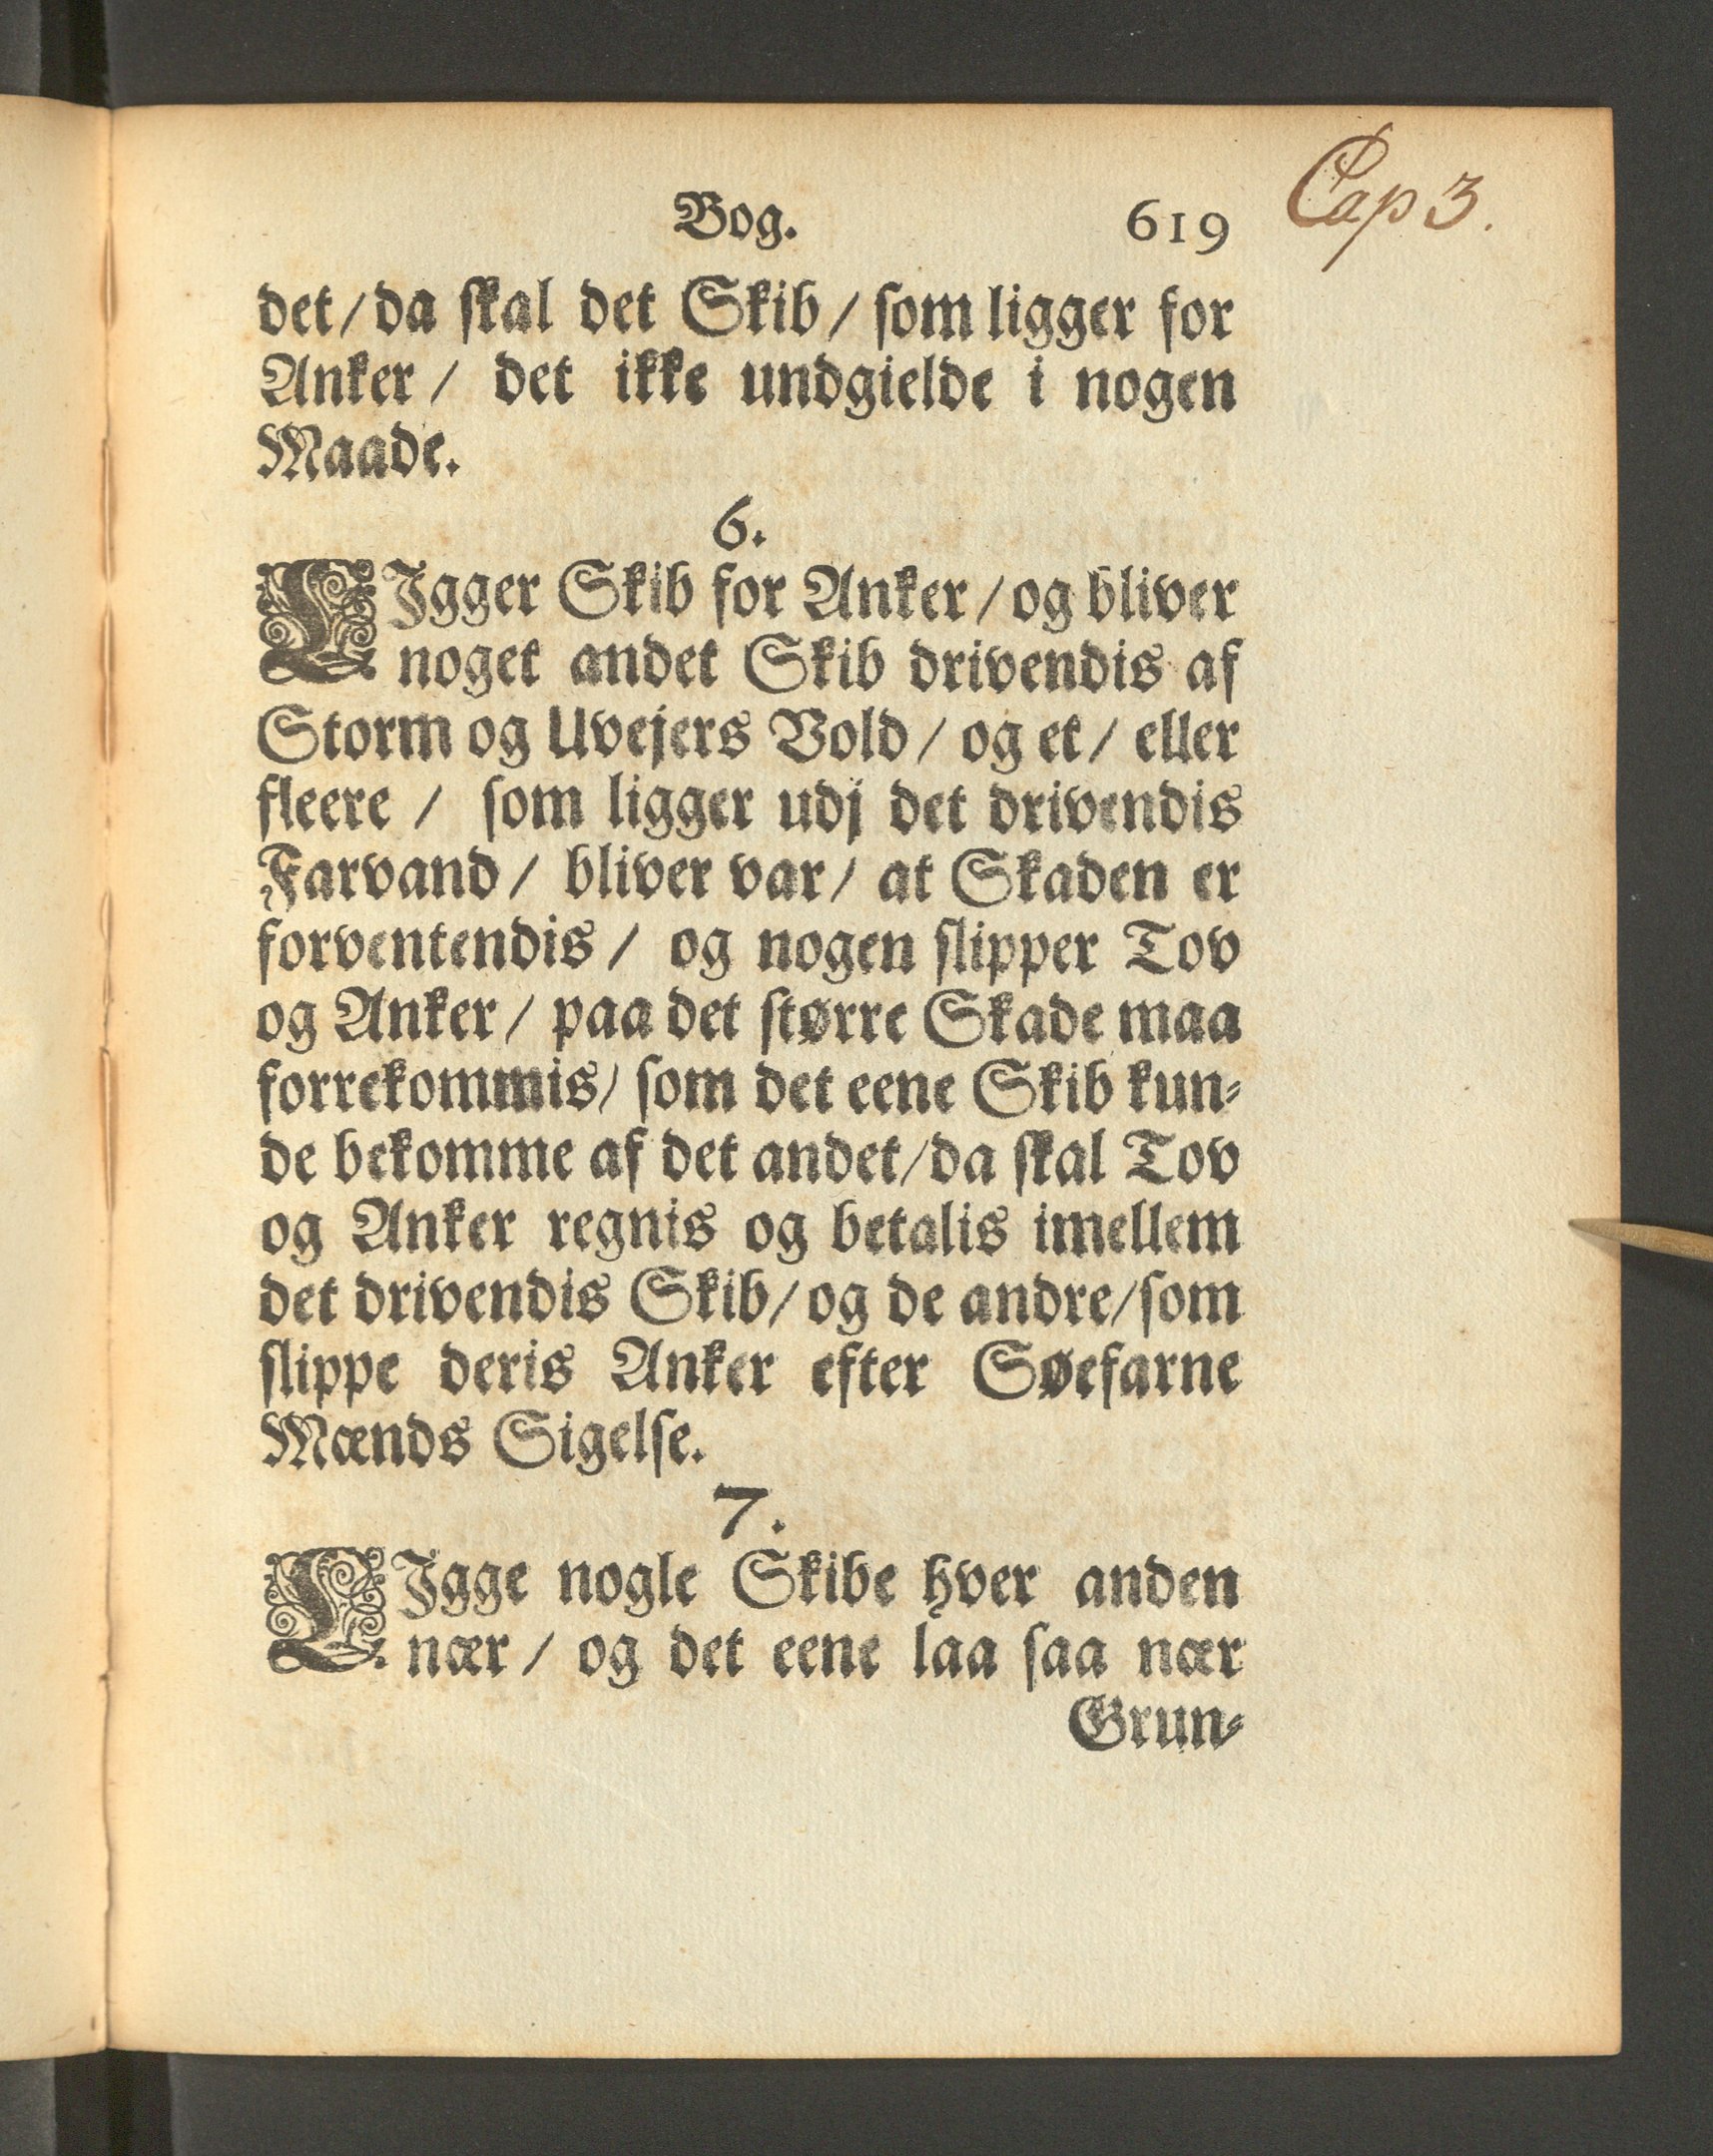 Bog. 619 Cap 3.
det/ da skal det Skib/ som ligger for
Anker/ det ikke undgielde i nogen
Maade.
6.
LJgger Skib for Anker/ og bliver
noget andet Skib drivendis af
Storm og Uvejers Vold/ og et/ eller
fleere/ som ligger udj det drivendis
Farvand/ bliver var/ at Skaden er
forventendis/ og nogen slipper Tov
og Anker/ paa det større Skade maa
forrekommis/ som det eene Skib kun-
de bekomme af det andet/ da skal Tov
og Anker regnis og betalis imellem
det drivendis Skib/ og de andre/ som
slippe deris Anker efter Søefarne
Mænds Sigelse.
7.
LJgge nogle Skibe hver anden
nær/ og det eene laa saa nær
Grun-